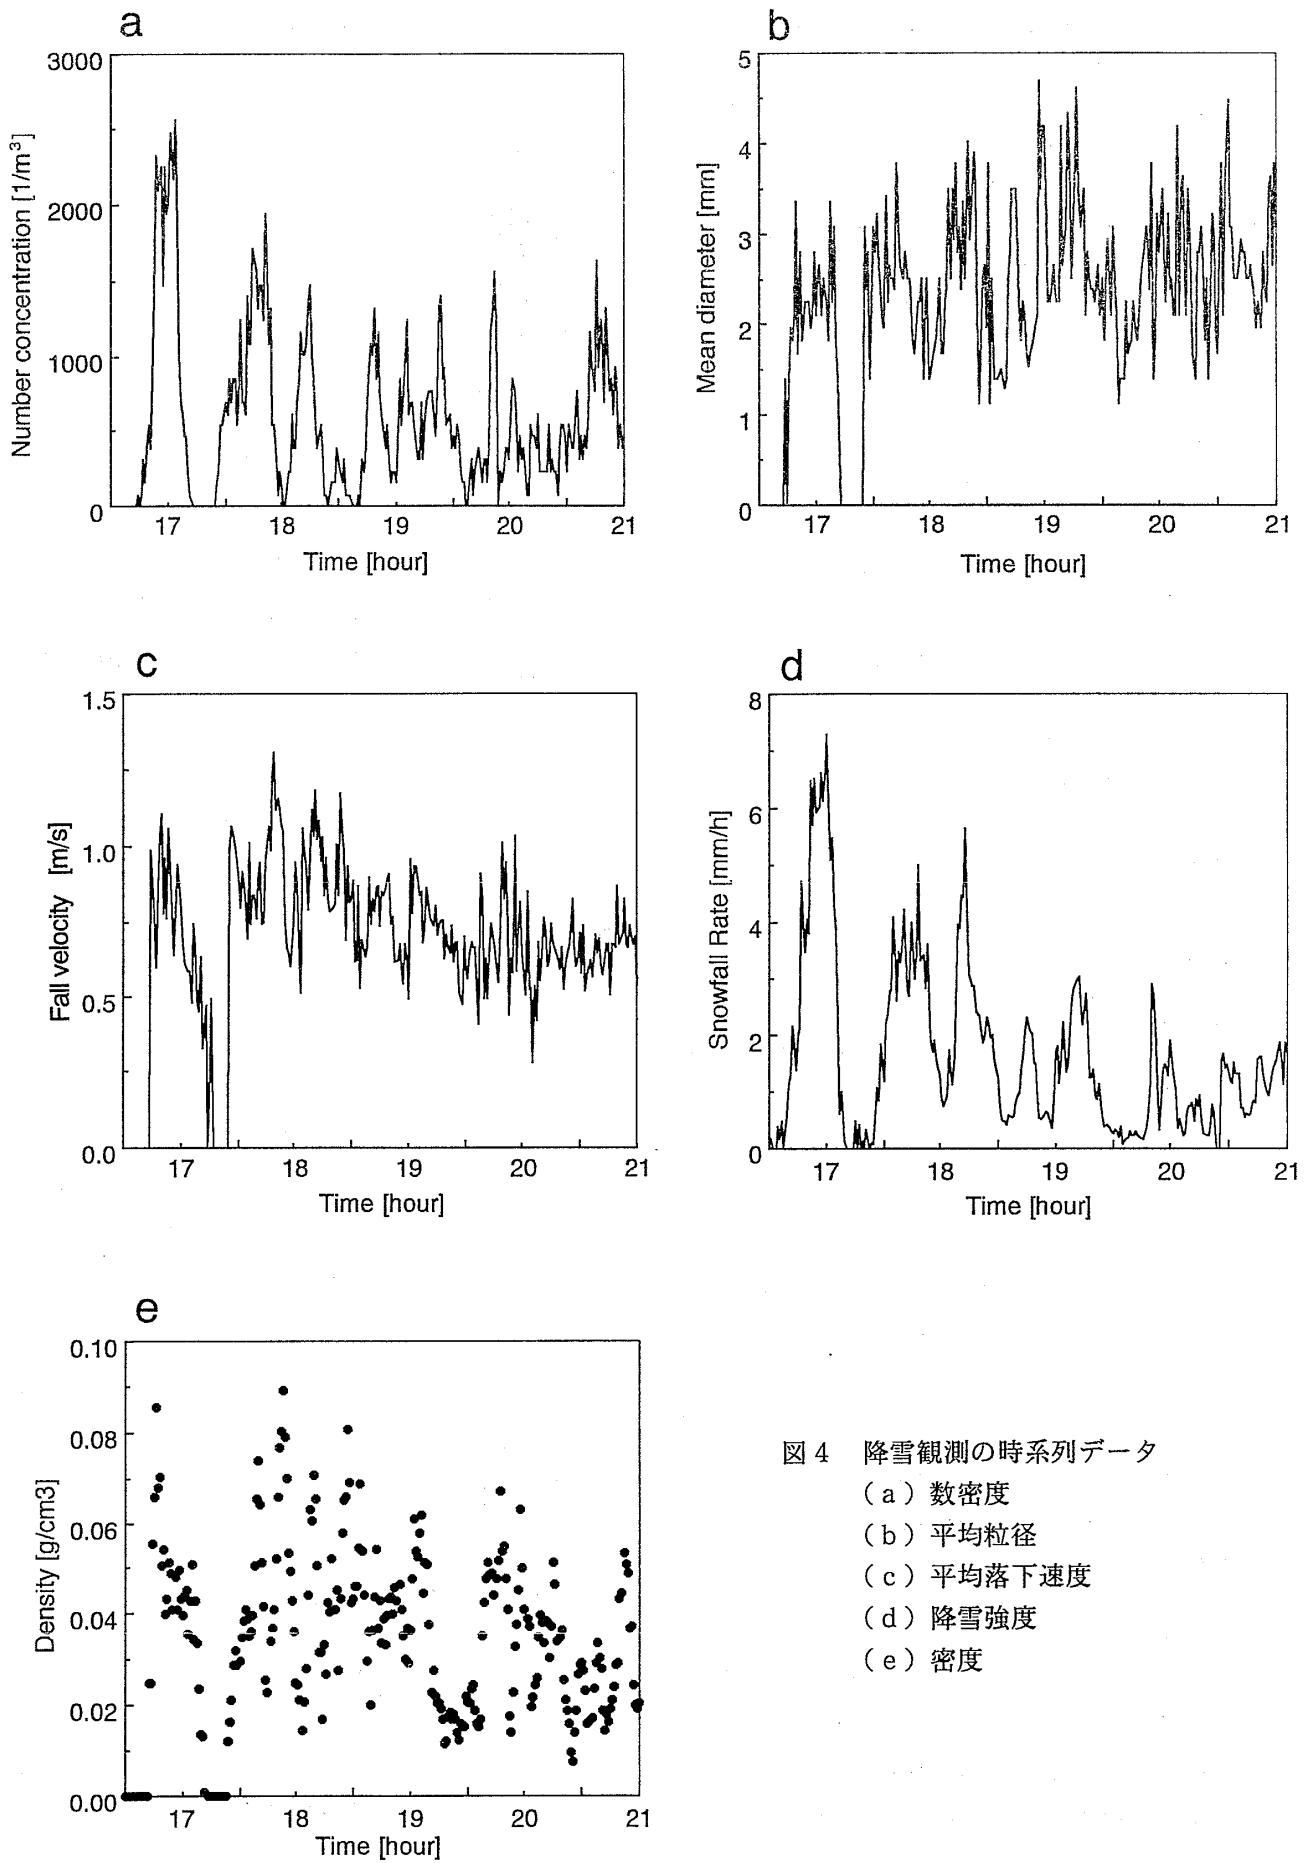 a
3000
2000
1000
0
Number concentration [1/m³]
17 18 19 20 21
Time [hour]
b
5
4
3
2
1
0
Mean diameter [mm]
17 18 19 20 21
Time [hour]
c
1.5
1.0
0.5
0.0
Fall velocity [m/s]
17 18 19 20 21
Time [hour]
d
8
6
4
2
0
Snowfall Rate [mm/h]
17 18 19 20 21
Time [hour]
e
0.10
0.08
0.06
0.04
0.02
0.00
Density [g/cm3]
17 18 19 20 21
Time [hour]
図4 降雪観測の時系列データ
(a) 数密度
(b) 平均粒径
(c) 平均落下速度
(d) 降雪強度
(e) 密度